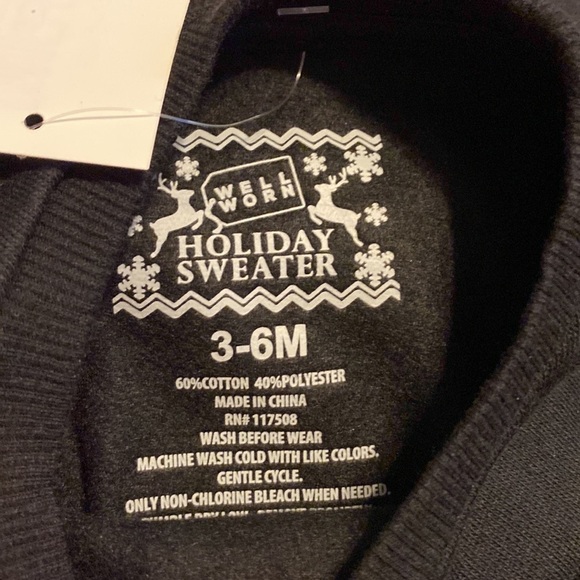 WELL
WORN
HOLIDAY
SWEATER
3-6M
60%COTTON 40%POLYESTER
MADE IN CHINA
RN# 117508
WASH BEFORE WEAR
MACHINE WASH COLD WITH LIKE COLORS.
GENTLE CYCLE.
ONLY NON-CHLORINE BLEACH WHEN NEEDED.